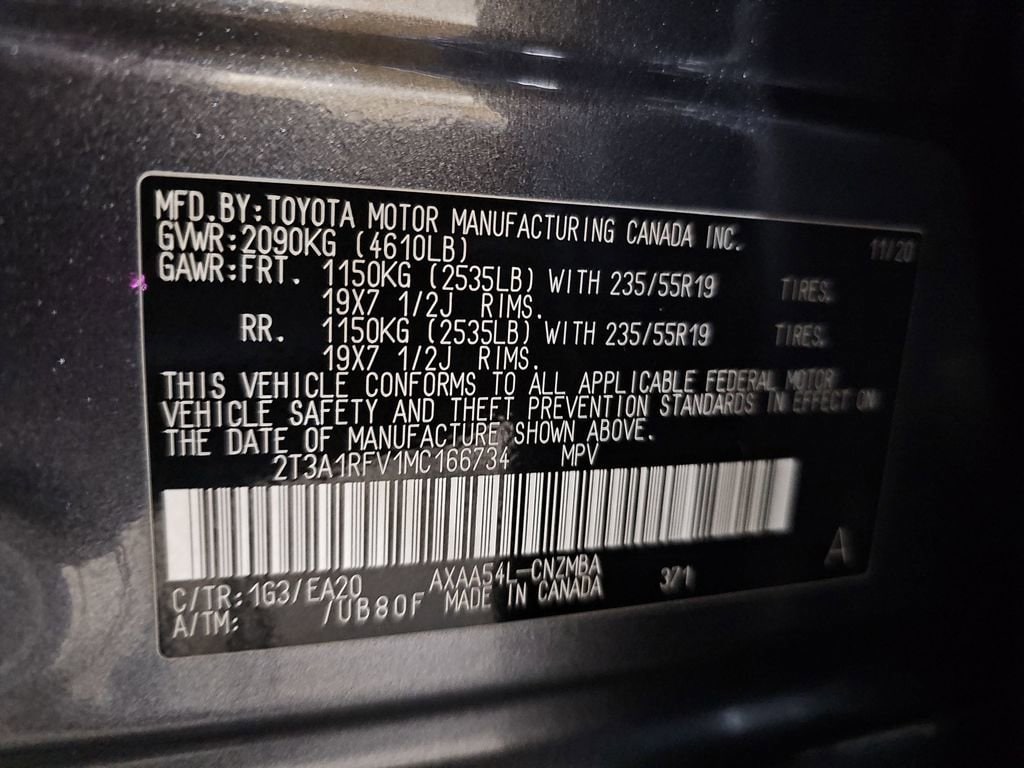 MFD.BY:TOYOTA MOTOR MANUFACTURING CANADA INC. 11/20
GVWR:2090KG (4610LB)
GAWR:FRT. 1150KG (2535LB) WITH 235/55R19 TIRES.
19X7 1/2J RIMS.
RR. 1150KG (2535LB) WITH 235/55R19 TIRES.
19X7 1/2J RIMS.
THIS VEHICLE CONFORMS TO ALL APPLICABLE FEDERAL MOTOR
VEHICLE SAFETY AND THEFT PREVENTION STANDARDS IN EFFECT ON
THE DATE OF MANUFACTURE SHOWN ABOVE.
2T3A1RFV1MC166734 MPV
C/TR:1G3/EA20 AXAA54L-CNZMBA 371 A
A/TM: /UB80F MADE IN CANADA